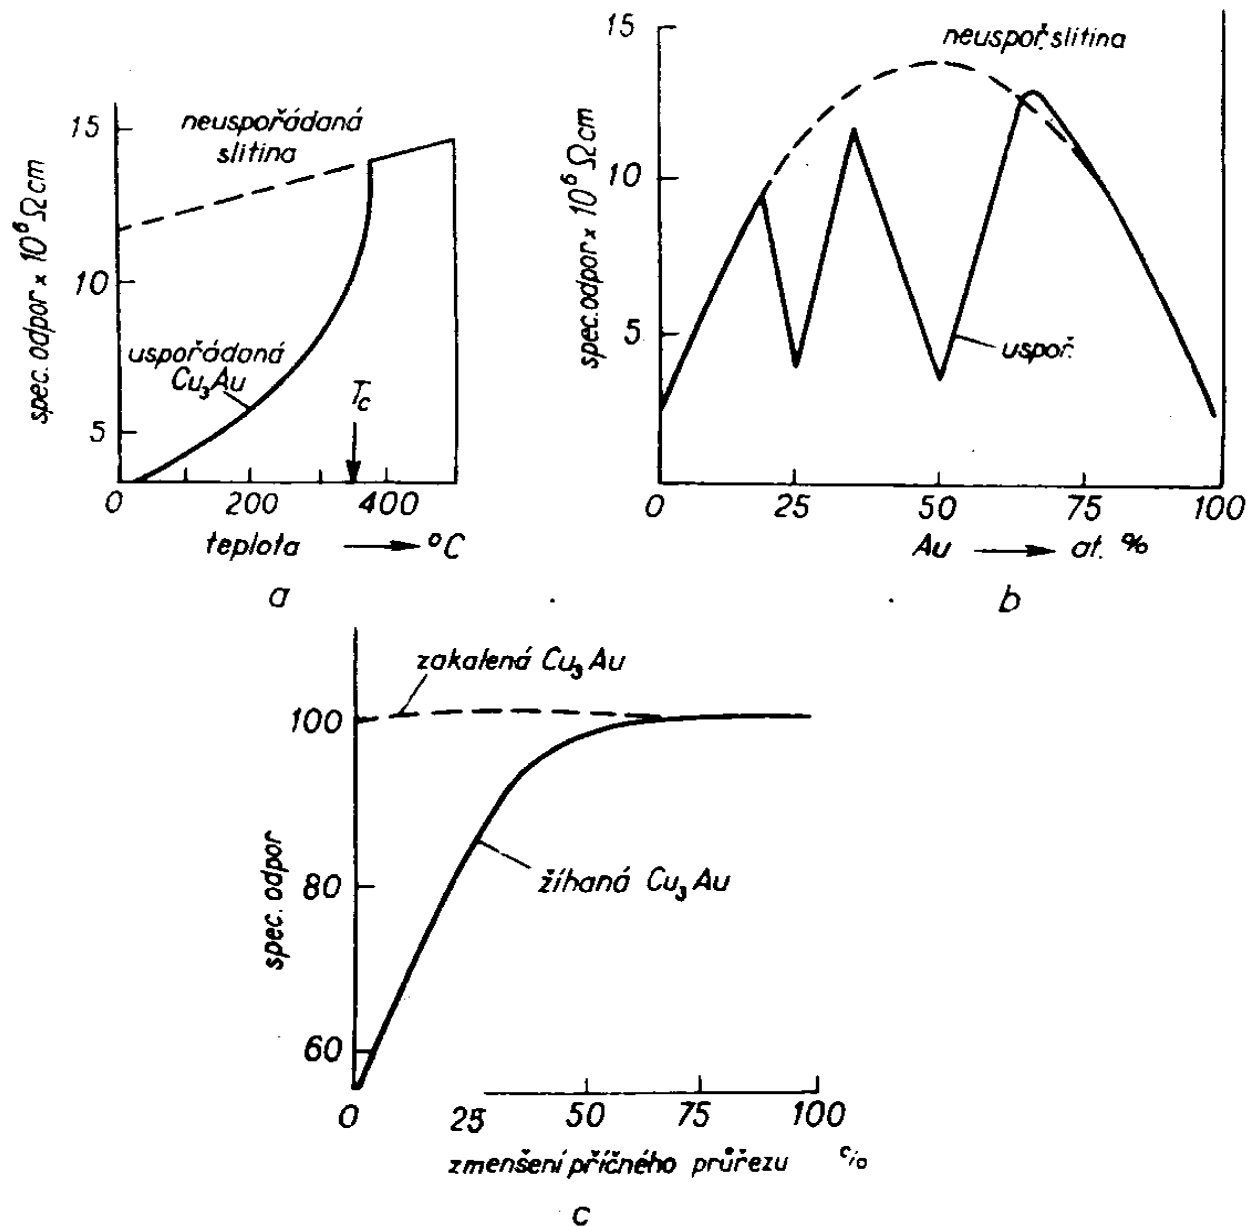 15
10
5
spec. odpor × 10⁶ Ω cm
neuspořádaná
slitina
uspořádaná
Cu₃Au
T_c
0 200 400
teplota °C
a
15
10
5
spec. odpor × 10⁶ Ω cm
neuspoř. slitina
uspoř.
0 25 50 75 100
Au at. %
b
zakalená Cu₃Au
100
80
60
spec. odpor
žíhaná Cu₃Au
0 25 50 75 100
zmenšení příčného průřezu %
c